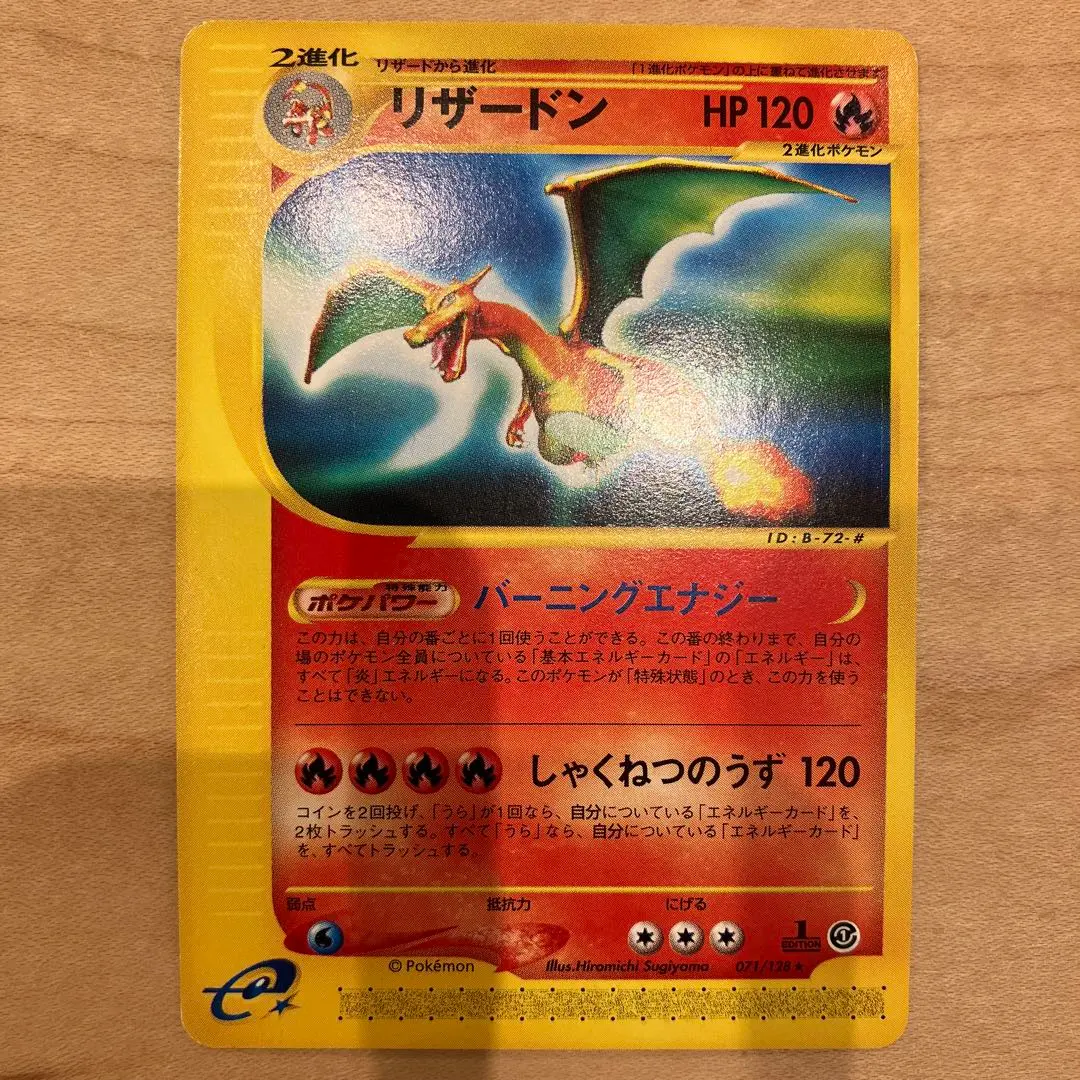 2進化 リザードから進化 「1進化ポケモン」の上に重ねて進化させます
リザードン HP 120
2進化ポケモン
ID : B-72-#
特殊能力
ポケパワー バーニングエナジー
この力は、自分の番ごとに1回使うことができる。この番の終わりまで、自分の
場のポケモン全員についている「基本エネルギーカード」の「エネルギー」は、
すべて「炎」エネルギーになる。このポケモンが「特殊状態」のとき、この力を使う
ことはできない。
しゃくねつのうず 120
コインを2回投げ、「うら」が1回なら、自分についている「エネルギーカード」を、
2枚トラッシュする。すべて「うら」なら、自分についている「エネルギーカード」
を、すべてトラッシュする。
弱点 抵抗力 にげる
1 EDITION
© Pokémon Illus.Hiromichi Sugiyama 071/128 ★
e